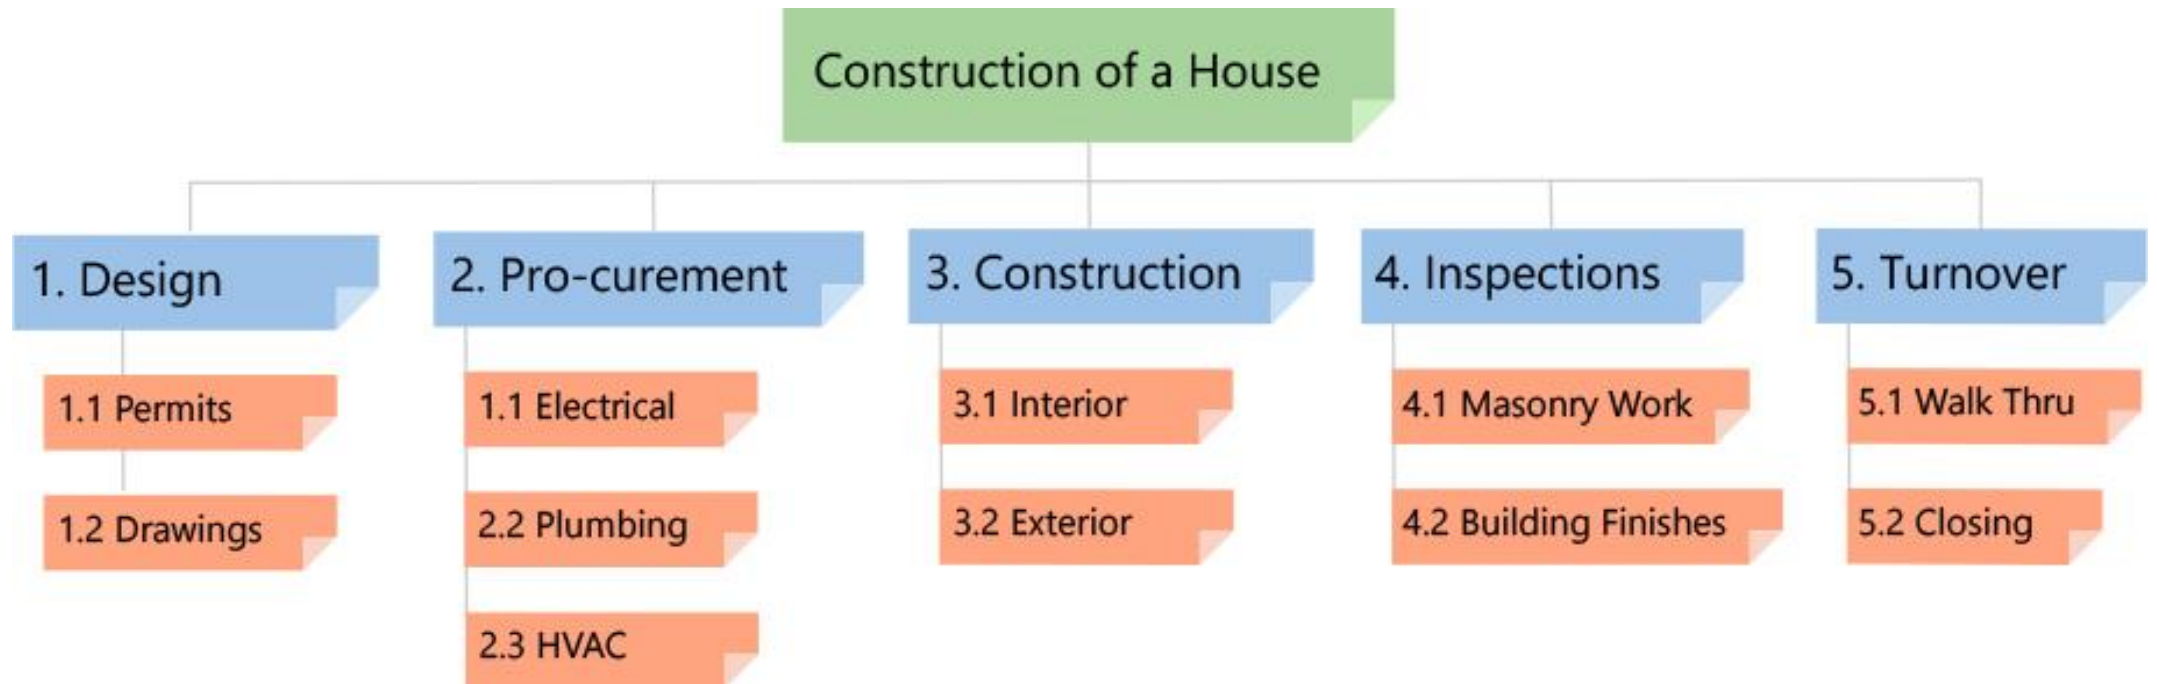 Construction of a House
1. Design
2. Pro-curement
3. Construction
4. Inspections
5. Turnover
1.1 Permits
1.1 Electrical
3.1 Interior
4.1 Masonry Work
5.1 Walk Thru
1.2 Drawings
2.2 Plumbing
3.2 Exterior
4.2 Building Finishes
5.2 Closing
2.3 HVAC